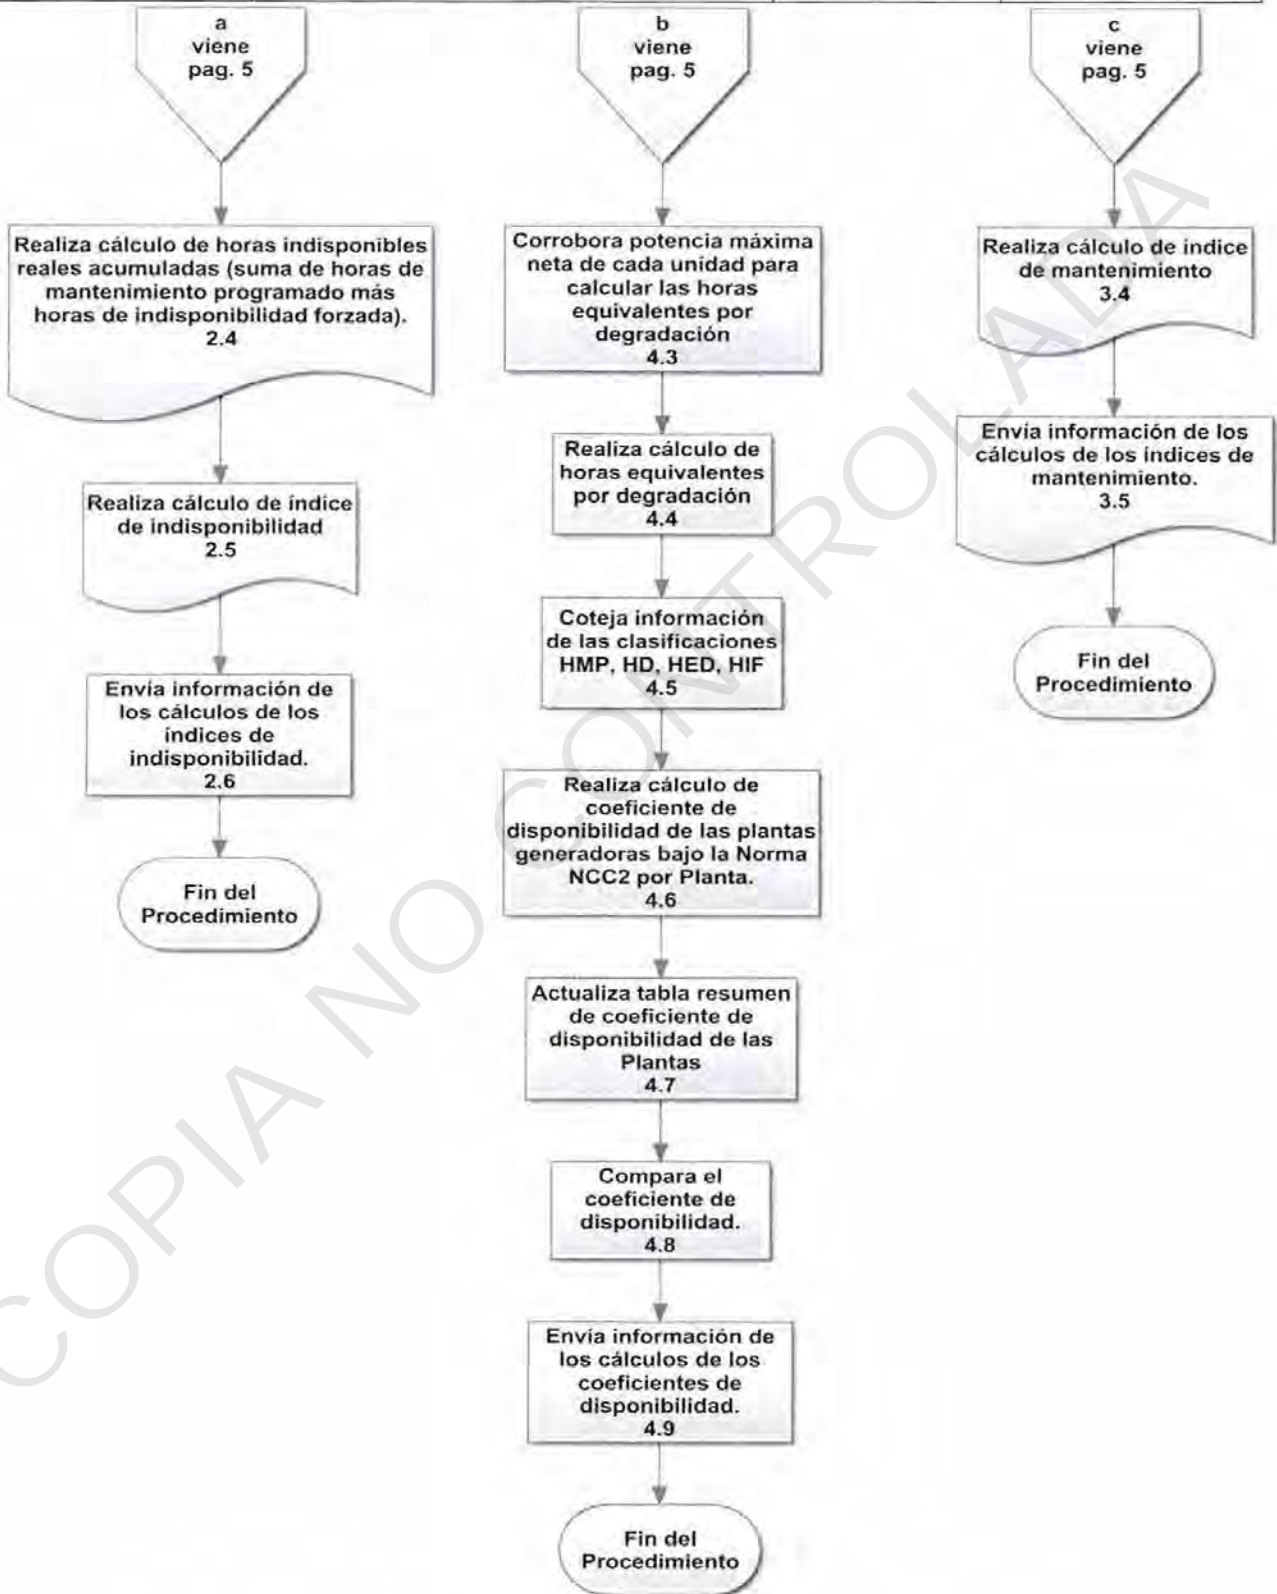 a
viene
pag. 5
Realiza cálculo de horas indisponibles
reales acumuladas (suma de horas de
mantenimiento programado más
horas de indisponibilidad forzada).
2.4
Realiza cálculo de índice
de indisponibilidad
2.5
Envía información de
los cálculos de los
índices de
indisponibilidad.
2.6
Fin del
Procedimiento
b
viene
pag. 5
Corrobora potencia máxima
neta de cada unidad para
calcular las horas
equivalentes por
degradación
4.3
Realiza cálculo de
horas equivalentes
por degradación
4.4
Coteja información
de las clasificaciones
HMP, HD, HED, HIF
4.5
Realiza cálculo de
coeficiente de
disponibilidad de las plantas
generadoras bajo la Norma
NCC2 por Planta.
4.6
Actualiza tabla resumen
de coeficiente de
disponibilidad de las
Plantas
4.7
Compara el
coeficiente de
disponibilidad.
4.8
Envía información de
los cálculos de los
coeficientes de
disponibilidad.
4.9
Fin del
Procedimiento
c
viene
pag. 5
Realiza cálculo de índice
de mantenimiento
3.4
Envía información de los
cálculos de los índices de
mantenimiento.
3.5
Fin del
Procedimiento
COPIA NO CONTROLADA